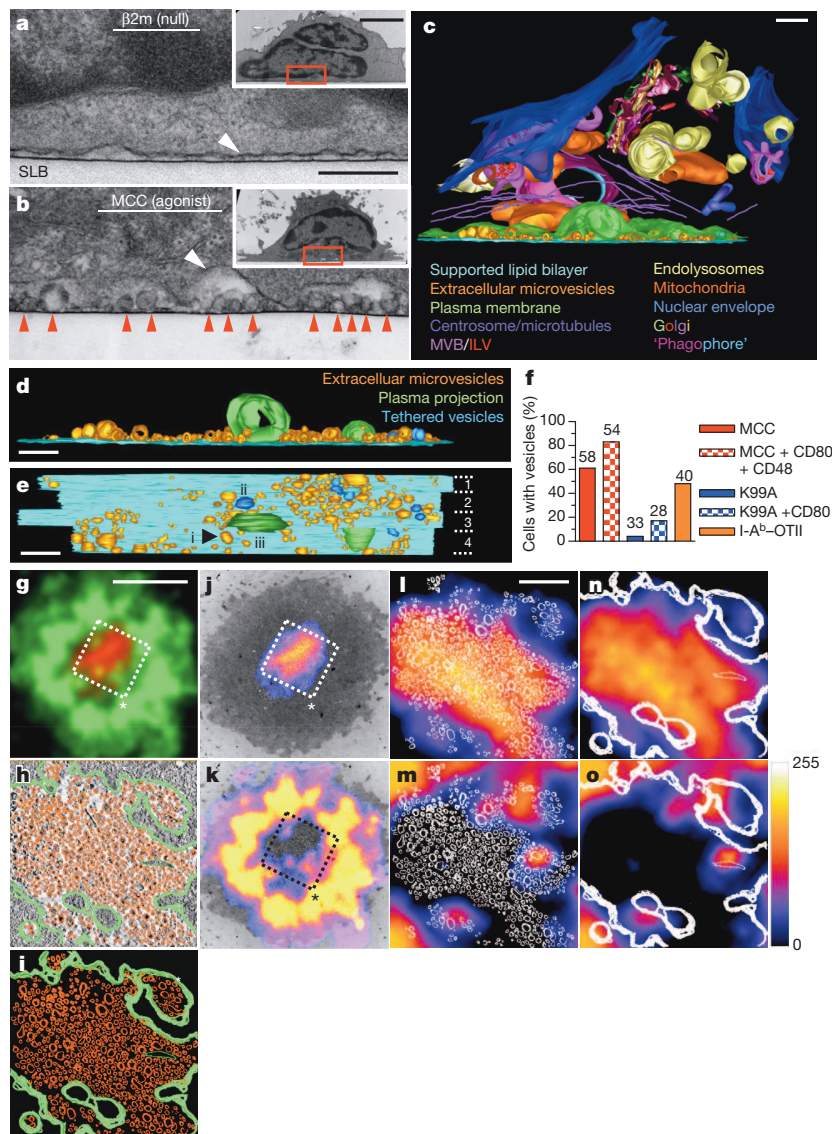 a
β2m (null)
SLB
b
MCC (agonist)
c
Supported lipid bilayer
Extracellular microvesicles
Plasma membrane
Centrosome/microtubules
MVB/ILV
Endolysosomes
Mitochondria
Nuclear envelope
Golgi
'Phagophore'
d
Extracelluar microvesicles
Plasma projection
Tethered vesicles
e
i
ii
iii
1
2
3
4
f
Cells with vesicles (%)
100
80
60
40
20
0
58
54
33
28
40
MCC
MCC + CD80
+ CD48
K99A
K99A +CD80
I-Aᵇ–OTII
g
*
j
*
l
n
h
k
*
m
o
255
0
i
*